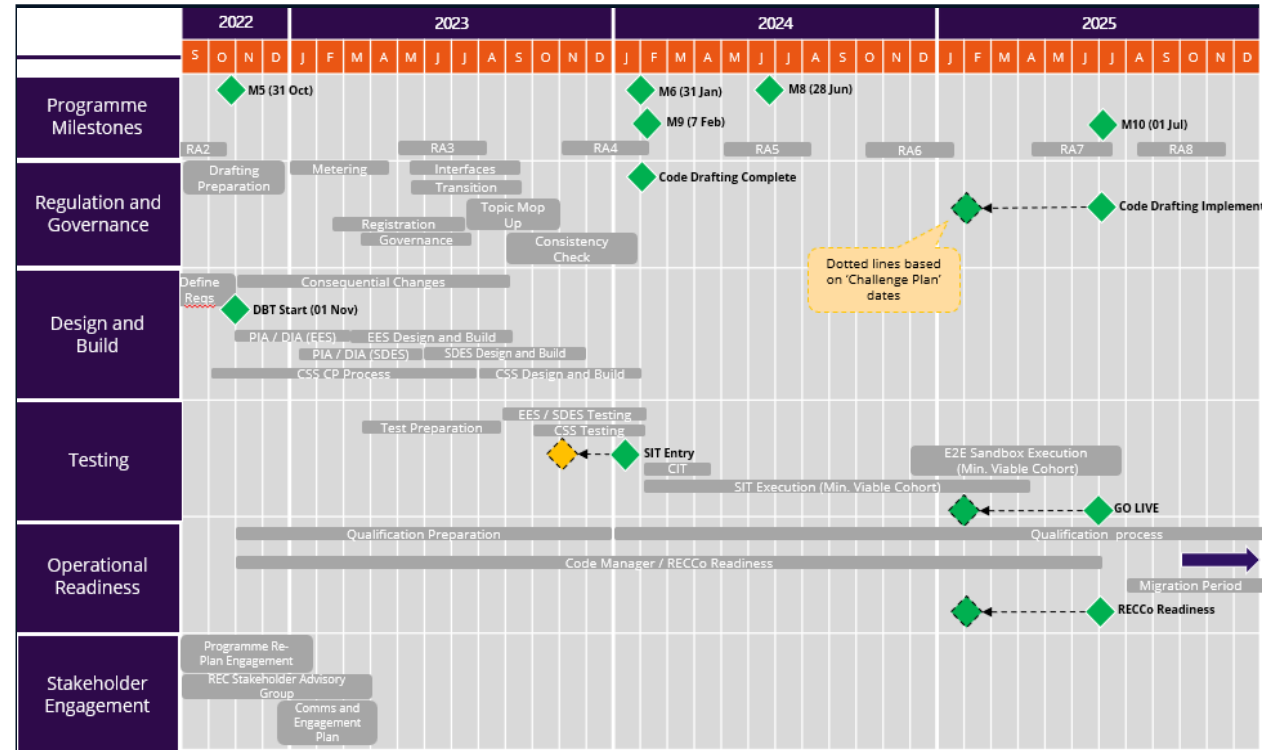 2022
2023
2024
2025
S O N D J F M A M J J A S O N D J F M A M J J A S O N D J F M A M J J A S O N D
Programme
Milestones
M5 (31 Oct)
M6 (31 Jan)
M8 (28 Jun)
M9 (7 Feb)
M10 (01 Jul)
RA2
RA3
RA4
RA5
RA6
RA7
RA8
Regulation and
Governance
Drafting
Preparation
Metering
Interfaces
Transition
Topic Mop
Up
Registration
Governance
Consistency
Check
Code Drafting Complete
Code Drafting Implement
Dotted lines based
on ‘Challenge Plan’
dates
Design and
Build
Define
Reqs
Consequential Changes
DBT Start (01 Nov)
PIA / DIA (EES)
EES Design and Build
PIA / DIA (SDES)
SDES Design and Build
CSS CP Process
CSS Design and Build
Testing
EES / SDES Testing
Test Preparation
CSS Testing
SIT Entry
CIT
E2E Sandbox Execution
(Min. Viable Cohort)
SIT Execution (Min. Viable Cohort)
GO LIVE
Operational
Readiness
Qualification Preparation
Qualification process
Code Manager / RECCo Readiness
Migration Period
RECCo Readiness
Stakeholder
Engagement
Programme Re-
Plan Engagement
REC Stakeholder Advisory
Group
Comms and
Engagement
Plan